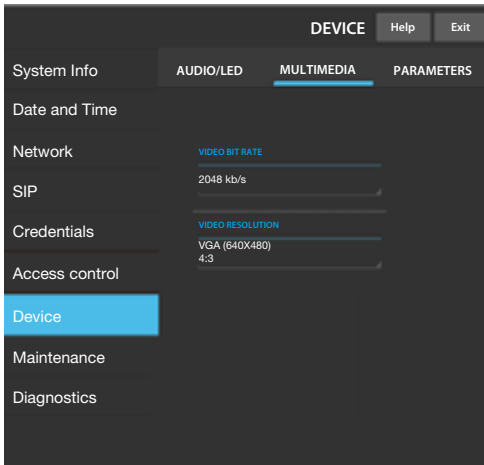 DEVICE Help Exit
System Info
AUDIO/LED MULTIMEDIA PARAMETERS
Date and Time
Network
VIDEO BIT RATE
2048 kb/s
SIP
Credentials
VIDEO RESOLUTION
VGA (640X480)
4:3
Access control
Device
Maintenance
Diagnostics